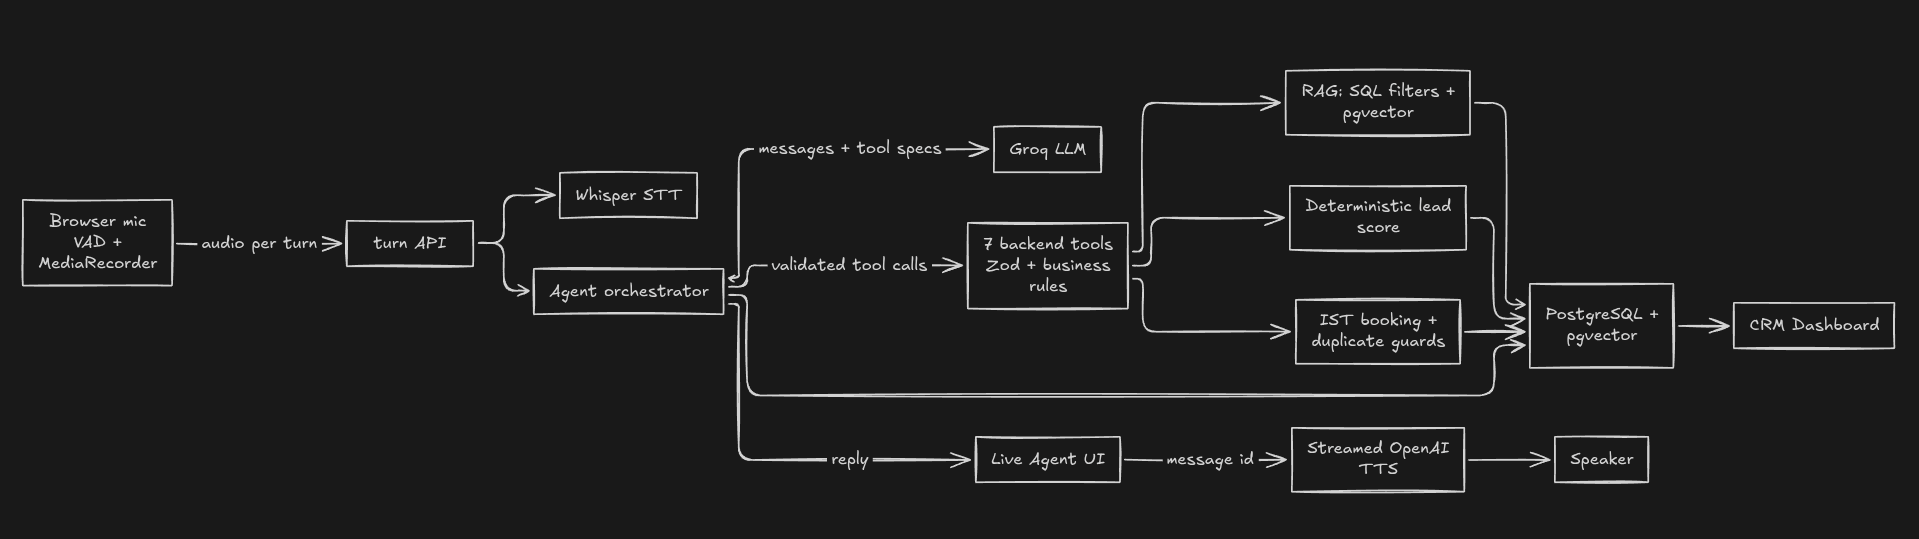 Browser mic
VAD +
MediaRecorder
audio per turn
turn API
Whisper STT
Agent orchestrator
messages + tool specs
Groq LLM
validated tool calls
7 backend tools
Zod + business
rules
RAG: SQL filters +
pgvector
Deterministic lead
score
IST booking +
duplicate guards
PostgreSQL +
pgvector
CRM Dashboard
reply
Live Agent UI
message id
Streamed OpenAI
TTS
Speaker